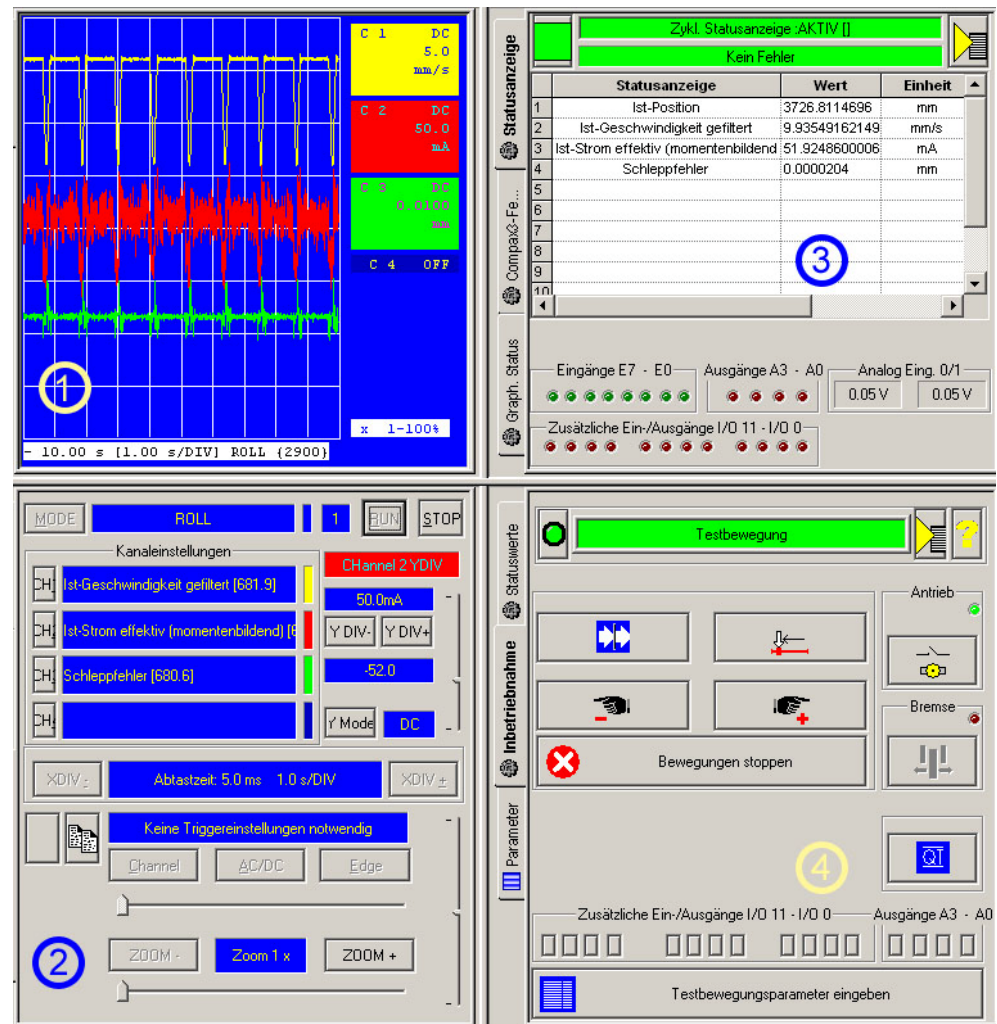 C 1 DC
5.0
mm/s
C 2 DC
50.0
mA
C 3 DC
0.0100
mm
C 4 OFF
x 1-100%
- 10.00 s [1.00 s/DIV] ROLL {2900}
1
Statusanzeige
Compax3-Fe...
Graph. Status
Zykl. Statusanzeige :AKTIV []
Kein Fehler
Statusanzeige Wert Einheit
1 Ist-Position 3726.8114696 mm
2 Ist-Geschwindigkeit gefiltert 9.93549162149 mm/s
3 Ist-Strom effektiv (momentenbildend 51.9248600006 mA
4 Schleppfehler 0.0000204 mm
5
6
7
8
9
10
3
Eingänge E7 - E0 Ausgänge A3 - A0 Analog Eing. 0/1
0.05 V 0.05 V
Zusätzliche Ein-/Ausgänge I/O 11 - I/O 0
MODE ROLL 1 RUN STOP
Kanaleinstellungen
CHannel 2 YDIV
Ist-Geschwindigkeit gefiltert [681.9]
50.0mA
Ist-Strom effektiv (momentenbildend) [6
Y DIV- Y DIV+
Schleppfehler [680.6]
-52.0
Y Mode DC
XDIV - Abtastzeit: 5.0 ms 1.0 s/DIV XDIV +
Keine Triggereinstellungen notwendig
Channel AC/DC Edge
2
ZOOM - Zoom 1 x ZOOM +
Statuswerte
Inbetriebnahme
Parameter
Testbewegung
?
Antrieb
Bremse
Bewegungen stoppen
4
QI
Zusätzliche Ein-/Ausgänge I/O 11 - I/O 0 Ausgänge A3 - A0
Testbewegungsparameter eingeben